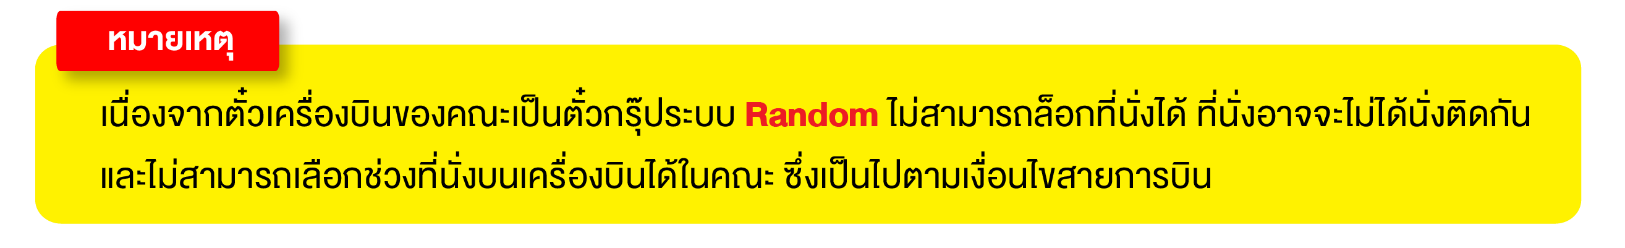 หมายเหตุ
เนื่องจากตั๋วเครื่องบินของคณะเป็นตั๋วกรุ๊ประบบ Random ไม่สามารถล็อกที่นั่งได้ ที่นั่งอาจจะไม่ได้นั่งติดกัน
และไม่สามารถเลือกช่วงที่นั่งบนเครื่องบินได้ในคณะ ซึ่งเป็นไปตามเงื่อนไขสายการบิน